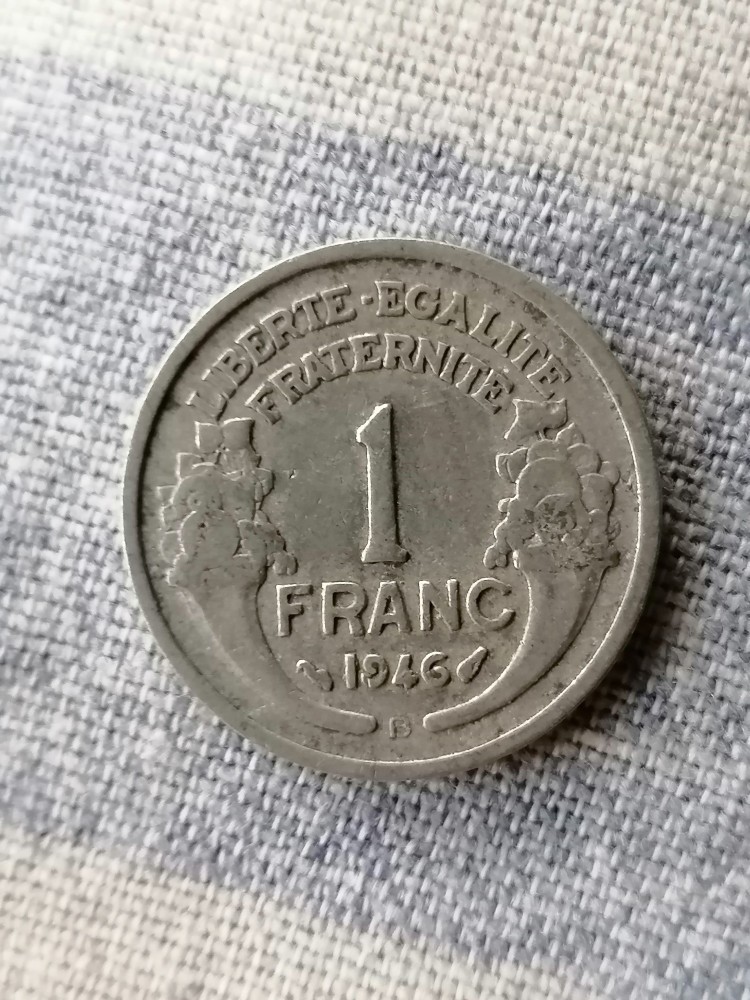 LIBERTE-EGALITE
FRATERNITE
1
FRANC
1946
B